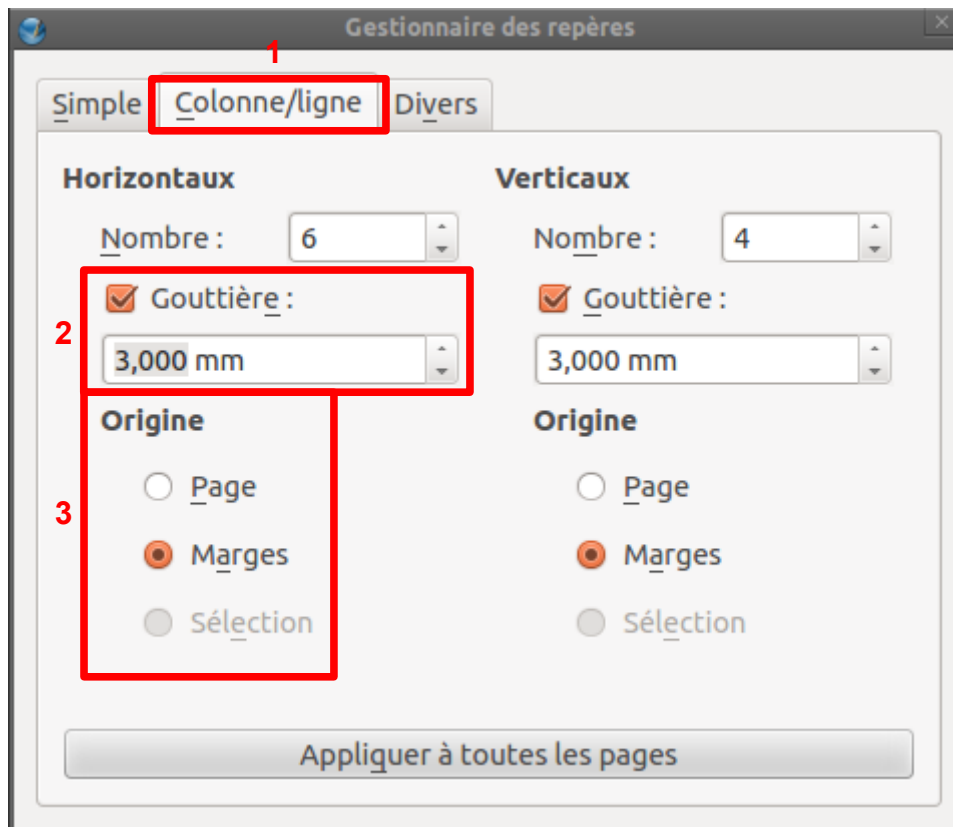 Gestionnaire des repères
1
Simple Colonne/ligne Divers
Horizontaux Verticaux
Nombre : 6 Nombre : 4
Gouttière : Gouttière :
2
3,000 mm 3,000 mm
Origine Origine
Page Page
3
Marges Marges
Sélection Sélection
Appliquer à toutes les pages